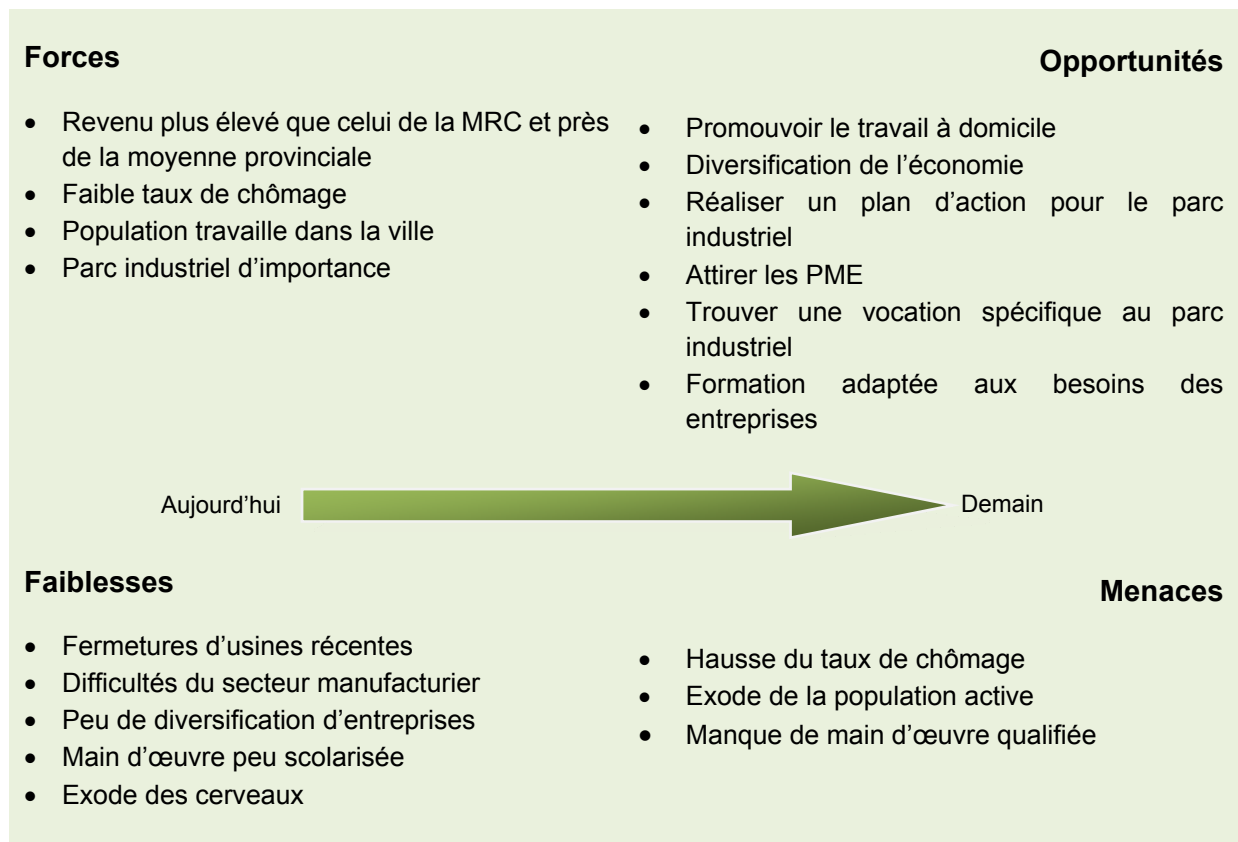 Forces
• Revenu plus élevé que celui de la MRC et près
de la moyenne provinciale
• Faible taux de chômage
• Population travaille dans la ville
• Parc industriel d’importance
Opportunités
• Promouvoir le travail à domicile
• Diversification de l’économie
• Réaliser un plan d’action pour le parc
industriel
• Attirer les PME
• Trouver une vocation spécifique au parc
industriel
• Formation adaptée aux besoins des
entreprises
Aujourd’hui
Demain
Faiblesses
• Fermetures d’usines récentes
• Difficultés du secteur manufacturier
• Peu de diversification d’entreprises
• Main d’œuvre peu scolarisée
• Exode des cerveaux
Menaces
• Hausse du taux de chômage
• Exode de la population active
• Manque de main d’œuvre qualifiée